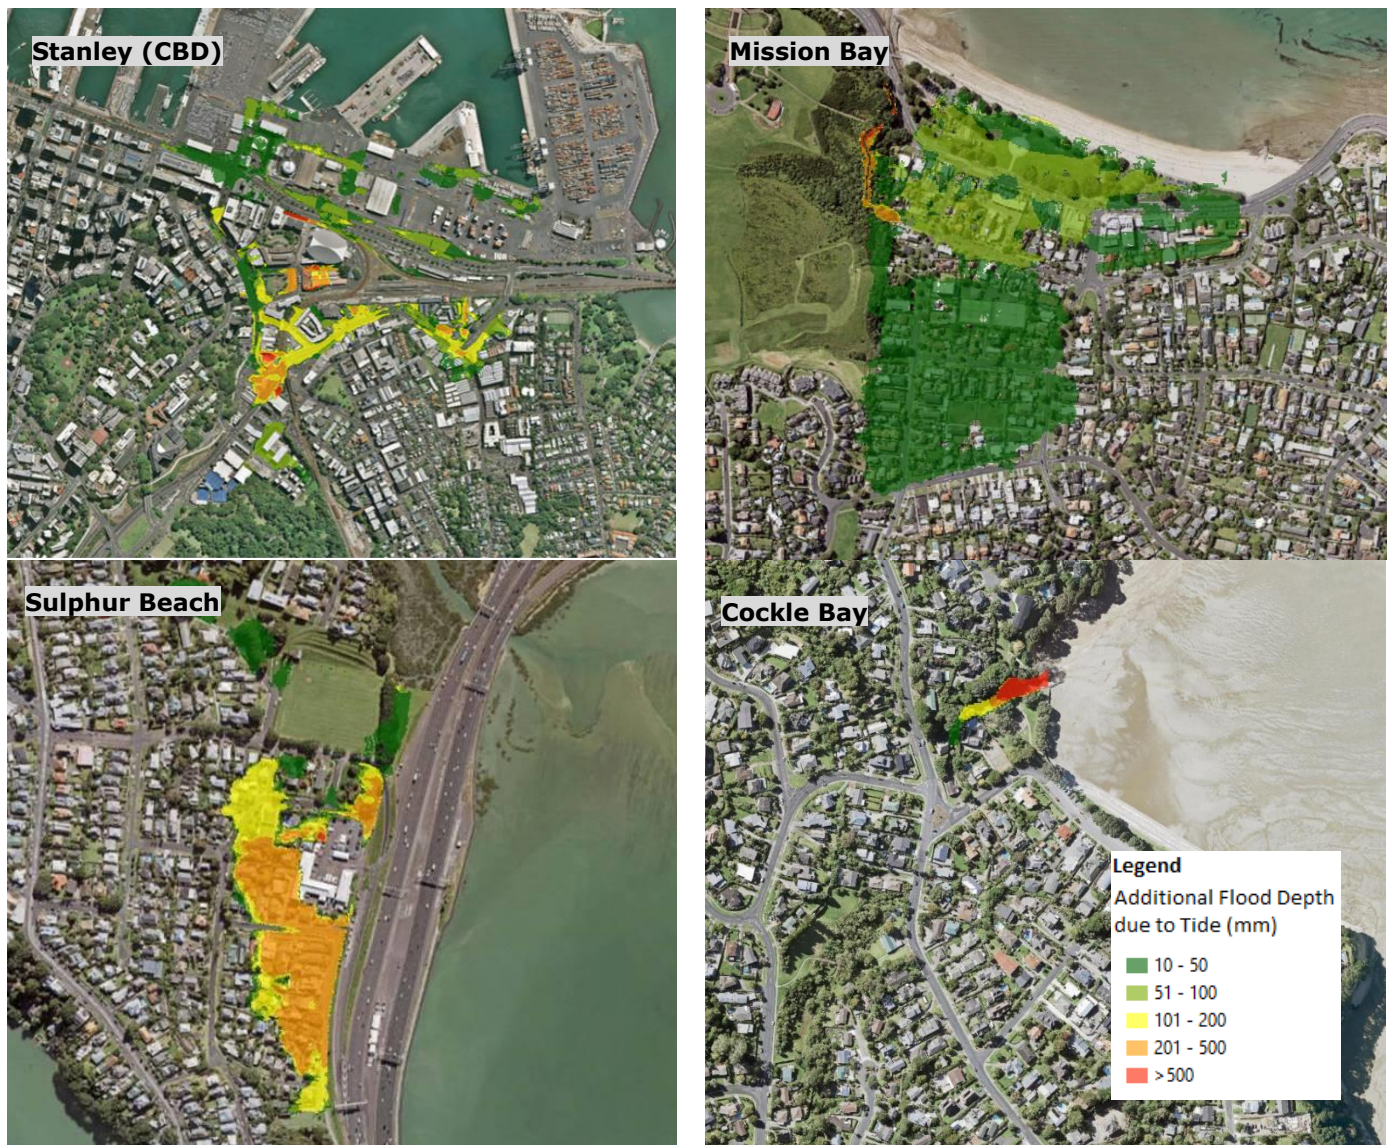 Stanley (CBD)
Mission Bay
Sulphur Beach
Cockle Bay
Legend
Additional Flood Depth
due to Tide (mm)
10 - 50
51 - 100
101 - 200
201 - 500
>500